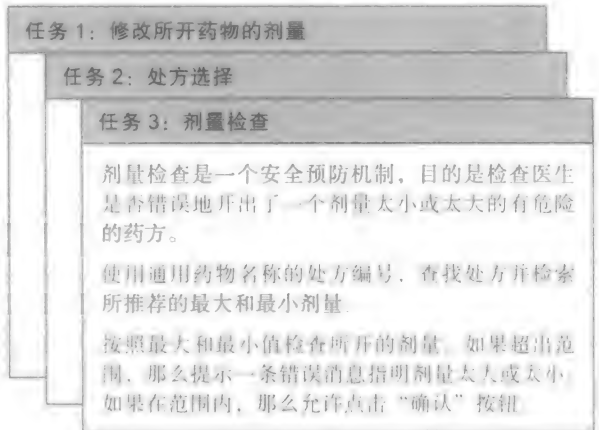 任务 1：修改所开药物的剂量
任务 2：处方选择
任务 3：剂量检查
剂量检查是一个安全预防机制，目的是检查医生
是否错误地开出了一个剂量太小或太大的有危险
的药方。
使用通用药物名称的处方编号，查找处方并检索
所推荐的最大和最小剂量
按照最大和最小值检查所开的剂量，如果超出范
围，那么提示一条错误消息指明剂量太大或太小
如果在范围内，那么允许点击“确认”按钮